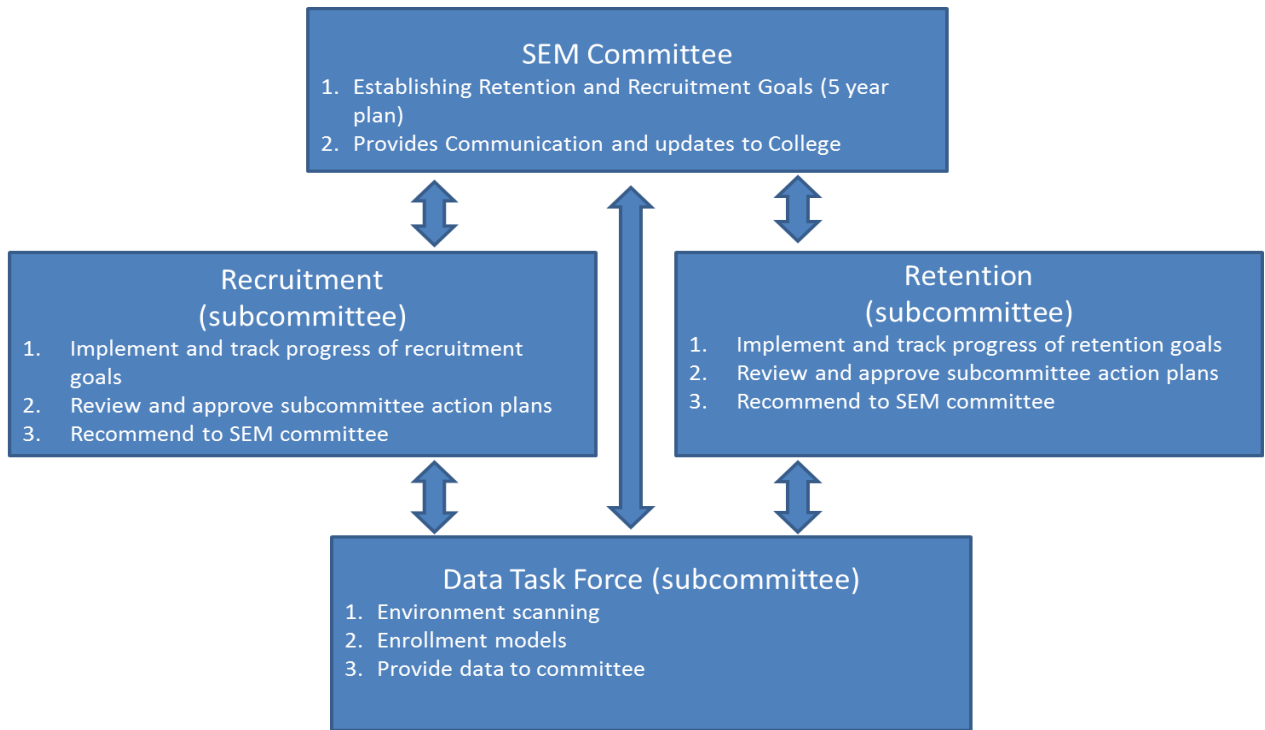 SEM Committee
1. Establishing Retention and Recruitment Goals (5 year
plan)
2. Provides Communication and updates to College
Recruitment
(subcommittee)
1. Implement and track progress of recruitment
goals
2. Review and approve subcommittee action plans
3. Recommend to SEM committee
Retention
(subcommittee)
1. Implement and track progress of retention goals
2. Review and approve subcommittee action plans
3. Recommend to SEM committee
Data Task Force (subcommittee)
1. Environment scanning
2. Enrollment models
3. Provide data to committee